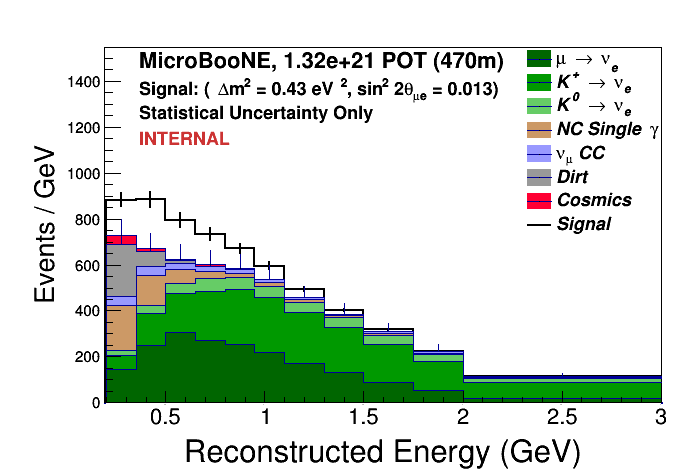 MicroBooNE, 1.32e+21 POT (470m)
Signal: ( Δm² = 0.43 eV ², sin² 2θμe = 0.013)
Statistical Uncertainty Only
INTERNAL
μ → νe
K⁺ → νe
K⁰ → νe
NC Single γ
νμ CC
Dirt
Cosmics
Signal
Events / GeV
1400
1200
1000
800
600
400
200
0
0.5 1 1.5 2 2.5 3
Reconstructed Energy (GeV)